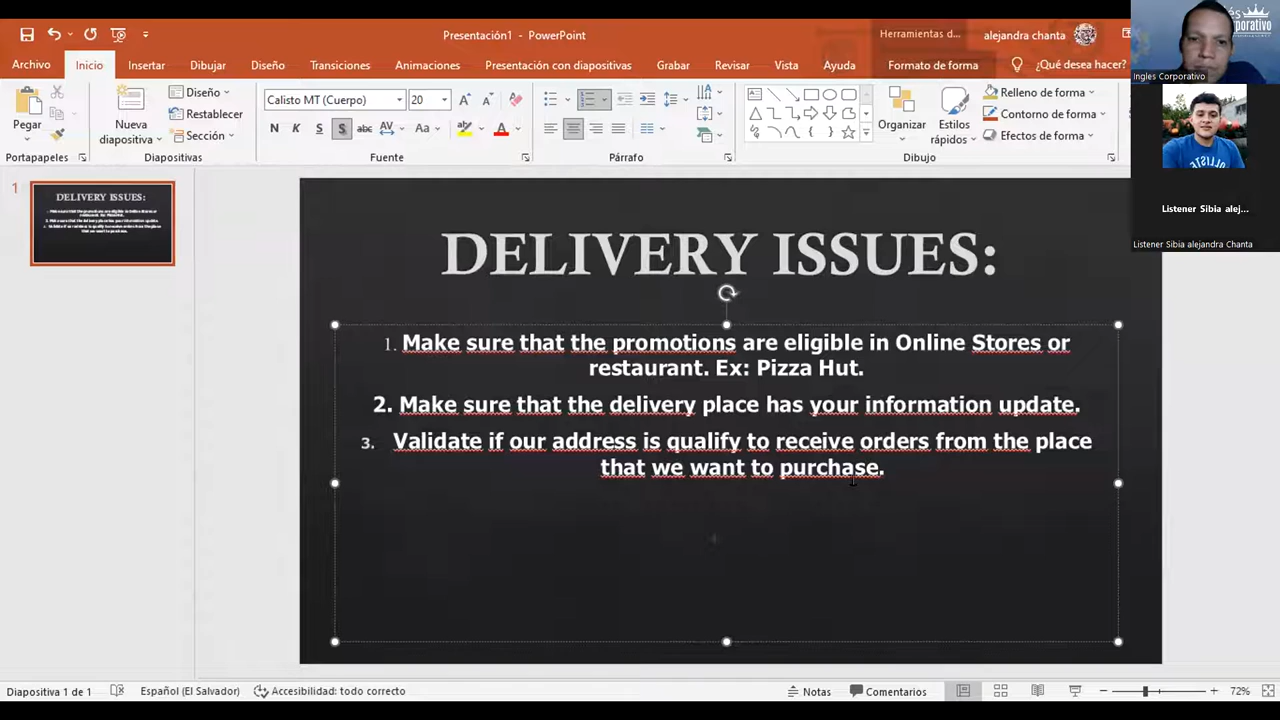 Presentación1 - PowerPoint
Herramientas d...
alejandra chanta
Archivo
Inicio
Insertar
Dibujar
Diseño
Transiciones
Animaciones
Presentación con diapositivas
Grabar
Revisar
Vista
Ayuda
Formato de forma
¿Qué desea hacer?
Pegar
Portapapeles
Nueva
diapositiva
Diseño
Restablecer
Sección
Diapositivas
Calisto MT (Cuerpo)
20
N K S S abc AV Aa A
Fuente
Párrafo
Organizar
Estilos
rápidos
Relleno de forma
Contorno de forma
Efectos de forma
Dibujo
Ingles Corporativo
Listener Sibia alej...
Listener Sibia alejandra Chanta
1
DELIVERY ISSUES:
DELIVERY ISSUES:
1. Make sure that the promotions are eligible in Online Stores or
restaurant. Ex: Pizza Hut.
2. Make sure that the delivery place has your information update.
3. Validate if our address is qualify to receive orders from the place
that we want to purchase.
4
Diapositiva 1 de 1
Español (El Salvador)
Accesibilidad: todo correcto
Notas
Comentarios
72%